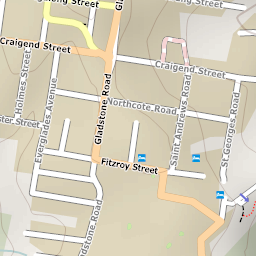 Craigend Street
Craigend Street
Holmes Street
Everglades Avenue
Gladstone Road
Northcote Road
Saint Andrews Road
St Georges Road
Street
Fitzroy Street
Road